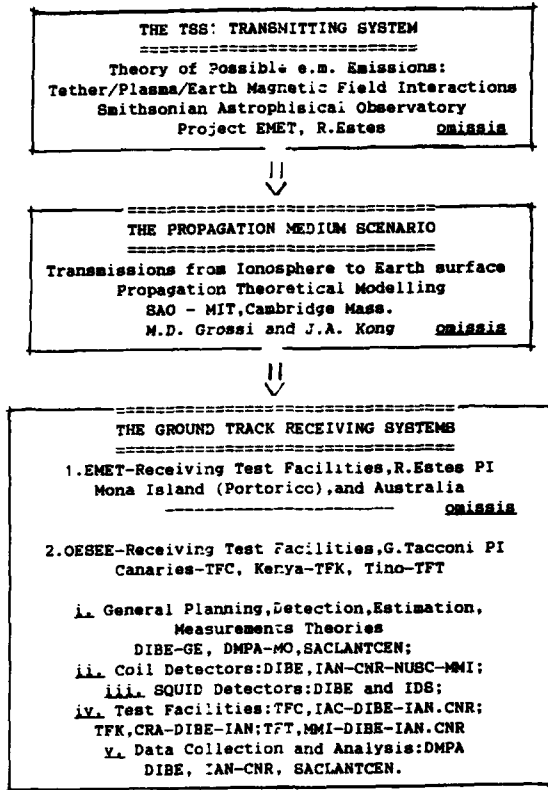 THE TSS1 TRANSMITTING SYSTEM
==============================
Theory of Possible e.m. Emissions:
Tether/Plasma/Earth Magnetic Field Interactions
Smithsonian Astrophisical Observatory
Project EMET, R.Estes omissis
=================================
THE PROPAGATION MEDIUM SCENARIO
=================================
Transmissions from Ionosphere to Earth surface
Propagation Theoretical Modelling
SAO - MIT,Cambridge Mass.
M.D. Grossi and J.A. Kong omissis
====================================
THE GROUND TRACK RECEIVING SYSTEMS
====================================
1.EMET-Receiving Test Facilities,R.Estes PI
Mona Island (Portorico),and Australia
------------------------ omissis
2.OESEE-Receiving Test Facilities,G.Tacconi PI
Canaries-TFC, Kenya-TFK, Tino-TFT
i. General Planning,Detection,Estimation,
Measurements Theories
DIBE-GE, DMPA-MO,SACLANTCEN;
ii. Coil Detectors:DIBE,IAN-CNR-NUSC-MMI;
iii. SQUID Detectors:DIBE and IDS;
iv. Test Facilities:TFC,IAC-DIBE-IAN.CNR;
TFK,CRA-DIBE-IAN;TFT,MMI-DIBE-IAN.CNR
v. Data Collection and Analysis:DMPA
DIBE, IAN-CNR, SACLANTCEN.